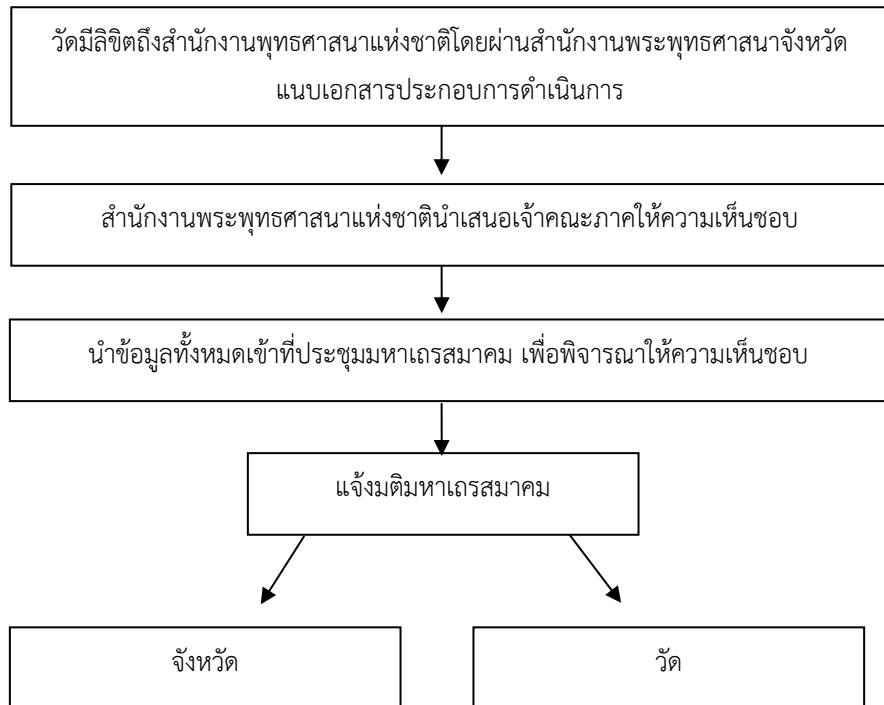 วัดมีลิขิตถึงสำนักงานพุทธศาสนาแห่งชาติโดยผ่านสำนักงานพระพุทธศาสนาจังหวัด
แนบเอกสารประกอบการดำเนินการ
สำนักงานพระพุทธศาสนาแห่งชาตินำเสนอเจ้าคณะภาคให้ความเห็นชอบ
นำข้อมูลทั้งหมดเข้าที่ประชุมมหาเถรสมาคม เพื่อพิจารณาให้ความเห็นชอบ
แจ้งมติมหาเถรสมาคม
จังหวัด
วัด